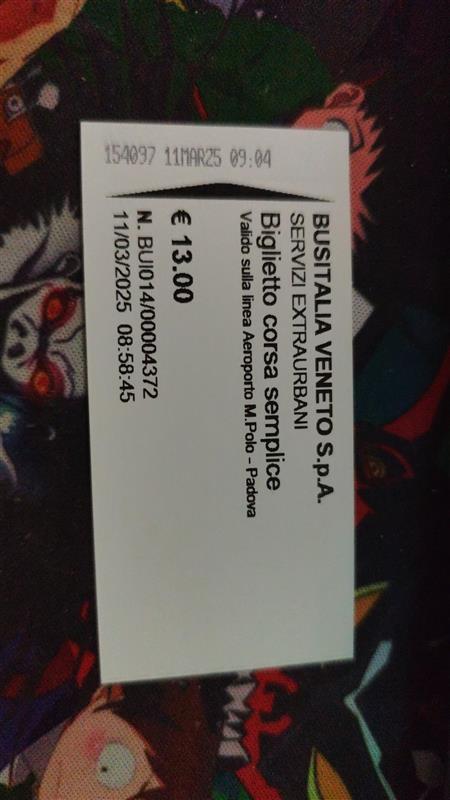 154097 11MAR25 09:04
BUSITALIA VENETO S.p.A.
SERVIZI EXTRAURBANI
Biglietto corsa semplice
Valido sulla linea Aeroporto M.Polo - Padova
€ 13.00
N. BUI014/00004372
11/03/2025 08:58:45